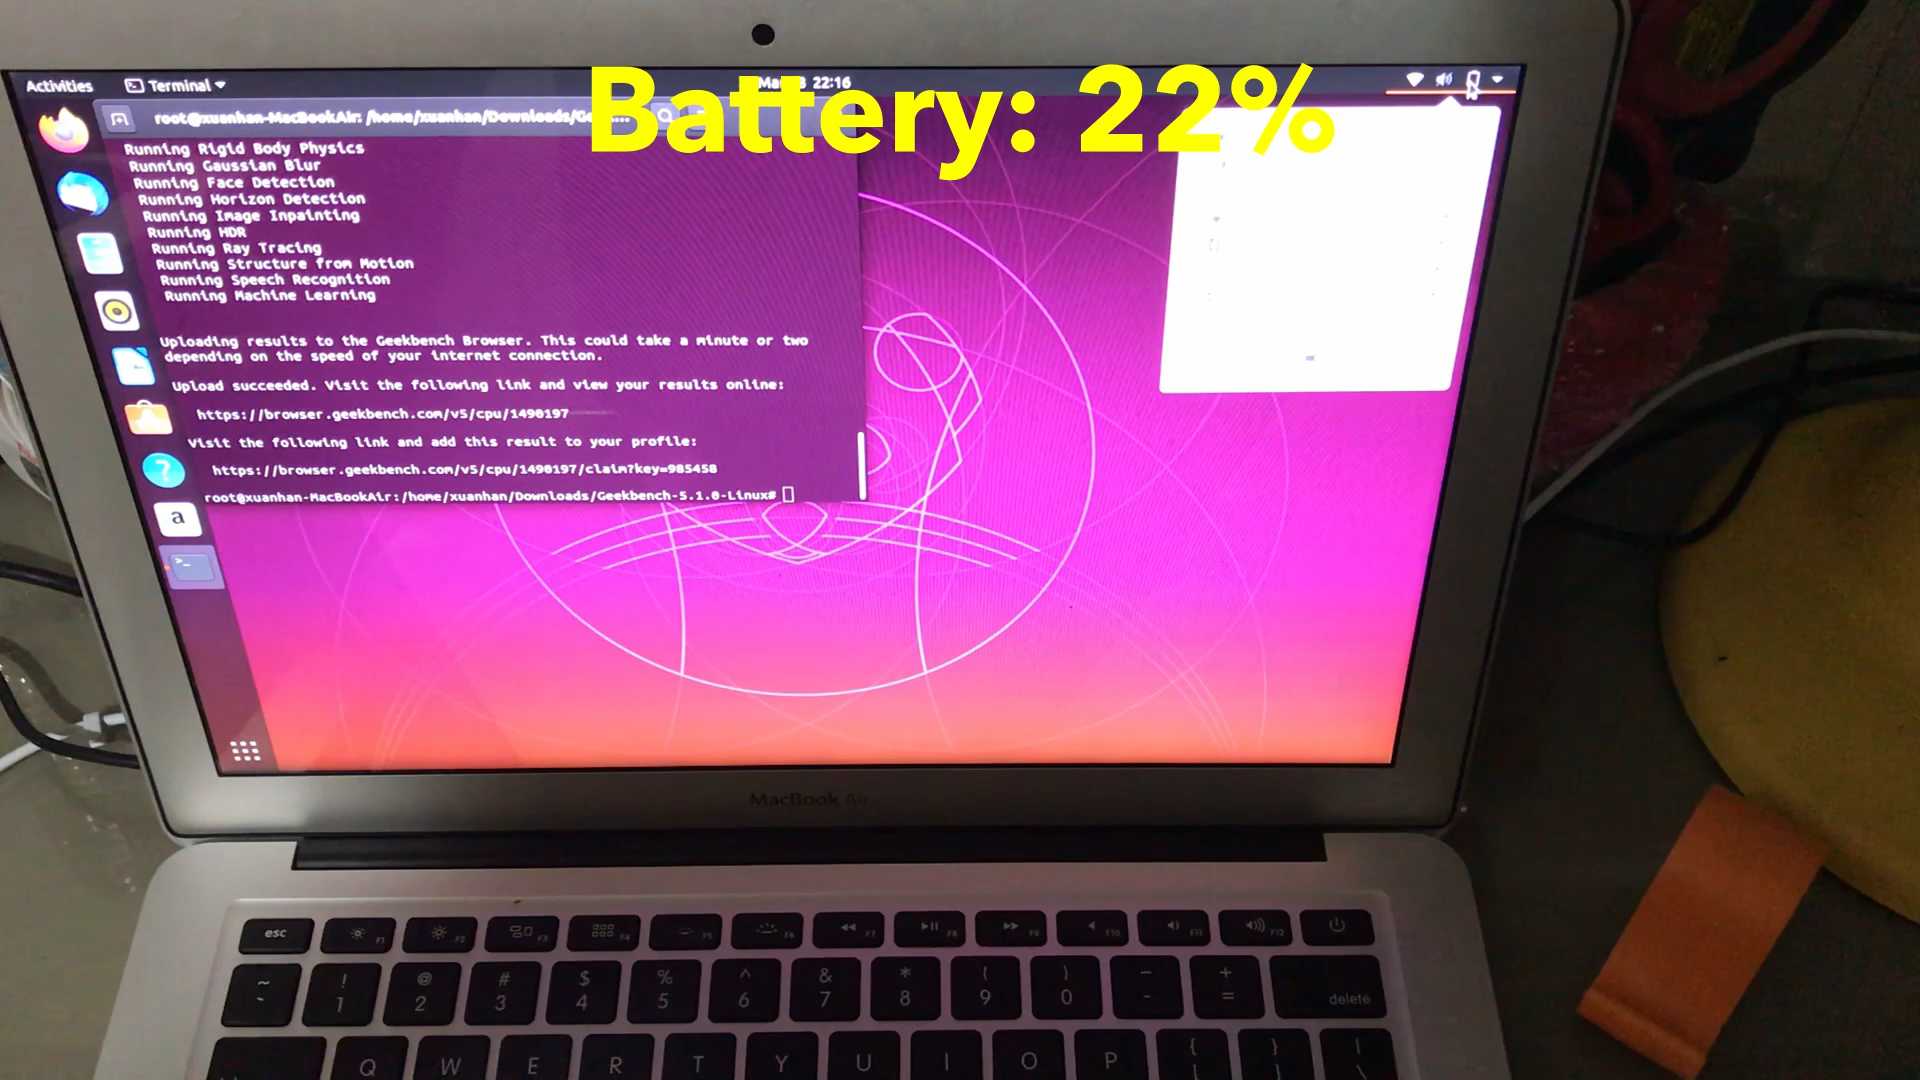 Battery: 22%
Activities
Terminal
22:16
root@xuanhan-MacBookAir: /home/xuanhan/Downloads/Ge
Running Rigid Body Physics
Running Gaussian Blur
Running Face Detection
Running Horizon Detection
Running Image Inpainting
Running HDR
Running Ray Tracing
Running Structure from Motion
Running Speech Recognition
Running Machine Learning
Uploading results to the Geekbench Browser. This could take a minute or two
depending on the speed of your internet connection.
Upload succeeded. Visit the following link and view your results online:
https://browser.geekbench.com/v5/cpu/1490197
Visit the following link and add this result to your profile:
https://browser.geekbench.com/v5/cpu/1490197/claim?key=985458
root@xuanhan-MacBookAir:/home/xuanhan/Downloads/Geekbench-5.1.0-Linux#
a
MacBook Air
esc F1 F2 F3 F4 F5 F6 F7 F8 F9 F10 F11 F12
~ ! @ # $ % ^ & * ( ) _ +
` 1 2 3 4 5 6 7 8 9 0 - = delete
Q W E R T Y U I O P { } |
[ ] \